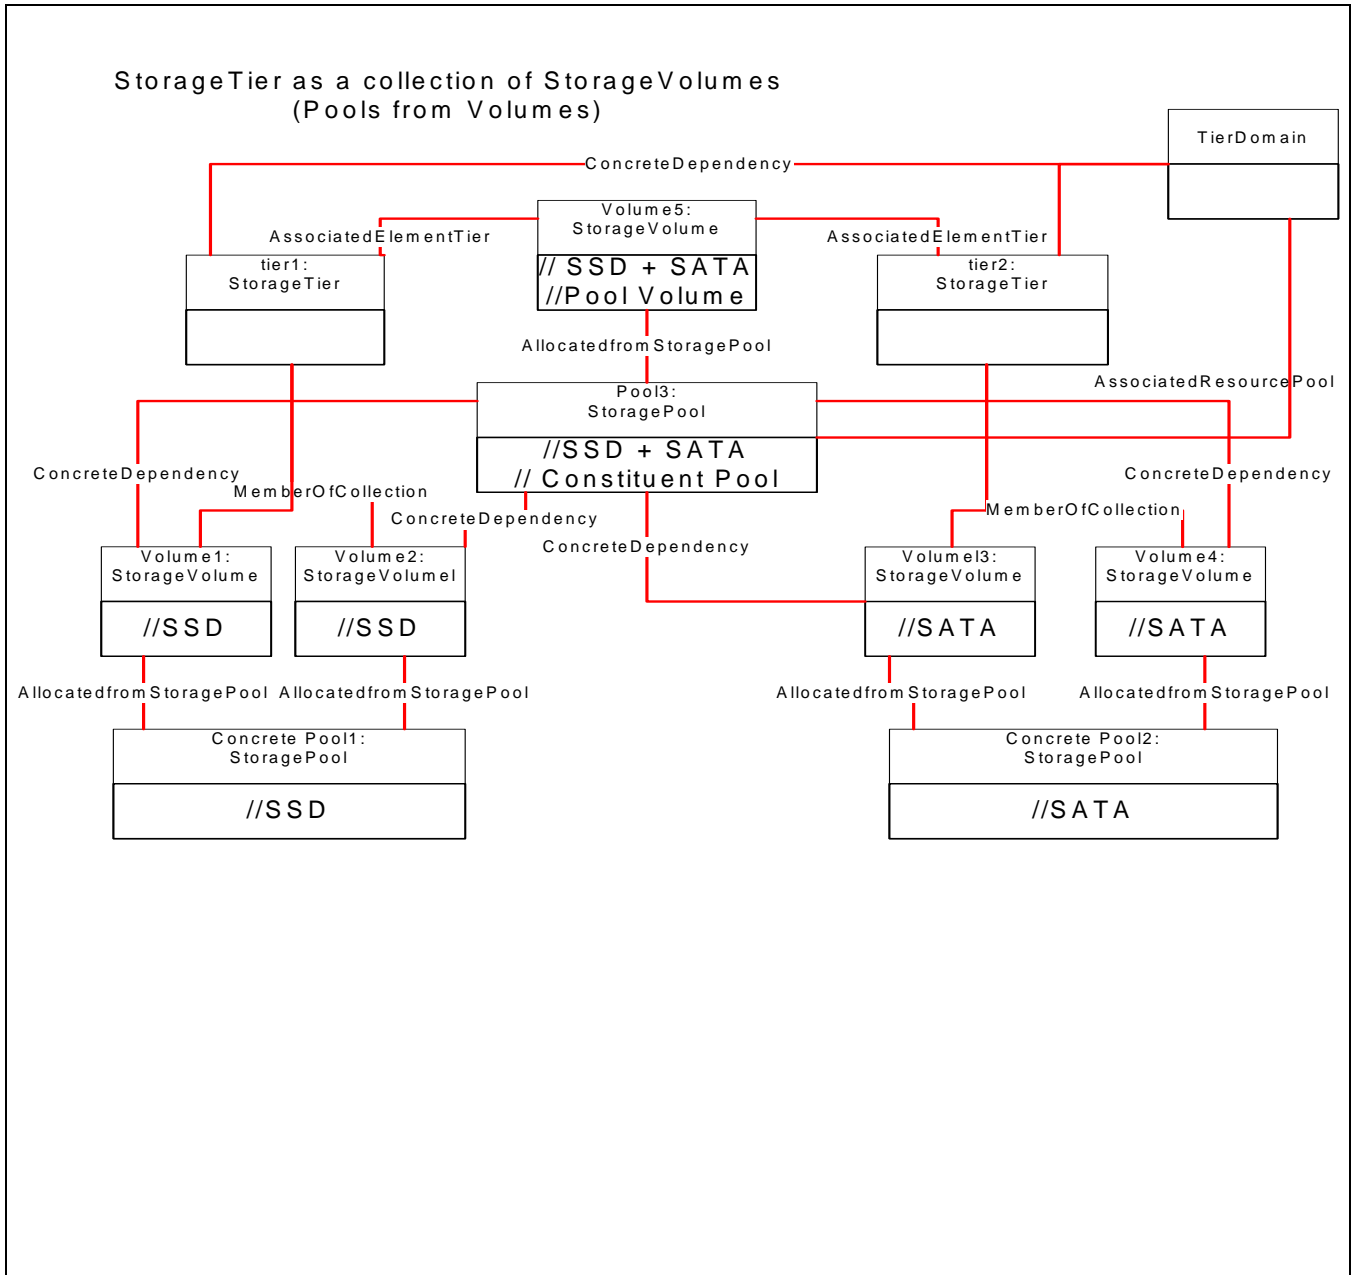 StorageTier as a collection of StorageVolumes
(Pools from Volumes)
TierDomain
ConcreteDependency
Volume5:
StorageVolume
AssociatedElementTier
AssociatedElementTier
tier1:
StorageTier
// SSD + SATA
//Pool Volume
tier2:
StorageTier
AllocatedfromStoragePool
AssociatedResourcePool
Pool3:
StoragePool
//SSD + SATA
// Constituent Pool
ConcreteDependency
ConcreteDependency
MemberOfCollection
MemberOfCollection
ConcreteDependency
ConcreteDependency
Volume1:
StorageVolume
Volume2:
StorageVolumel
Volumel3:
StorageVolume
Volume4:
StorageVolume
//SSD
//SSD
//SATA
//SATA
AllocatedfromStoragePool
AllocatedfromStoragePool
AllocatedfromStoragePool
AllocatedfromStoragePool
Concrete Pool1:
StoragePool
Concrete Pool2:
StoragePool
//SSD
//SATA